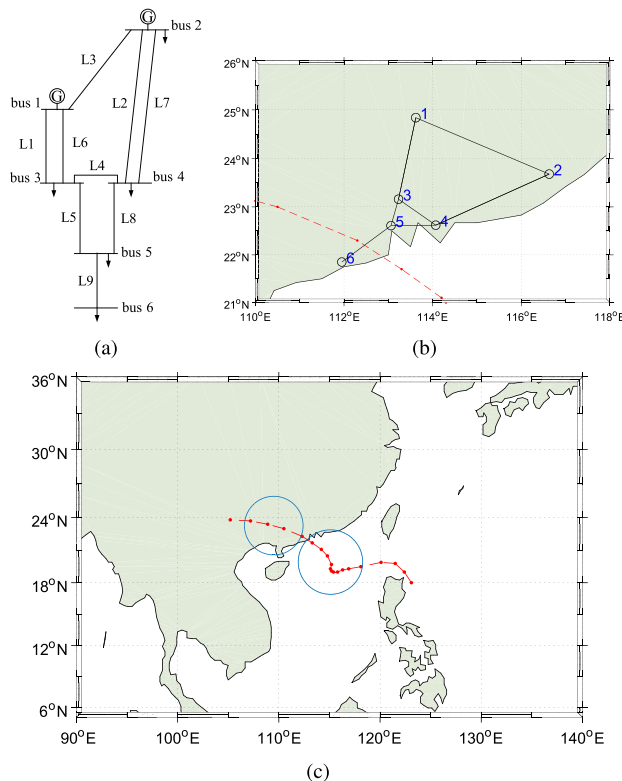 G
bus 2
L3
G
L2
L7
bus 1
L1
L6
L4
bus 3
bus 4
L5
L8
bus 5
L9
bus 6
(a)
26°N
25°N
24°N
23°N
22°N
21°N
110°E
112°E
114°E
116°E
118°E
1
2
3
4
5
6
(b)
36°N
30°N
24°N
18°N
12°N
6°N
90°E
100°E
110°E
120°E
130°E
140°E
(c)